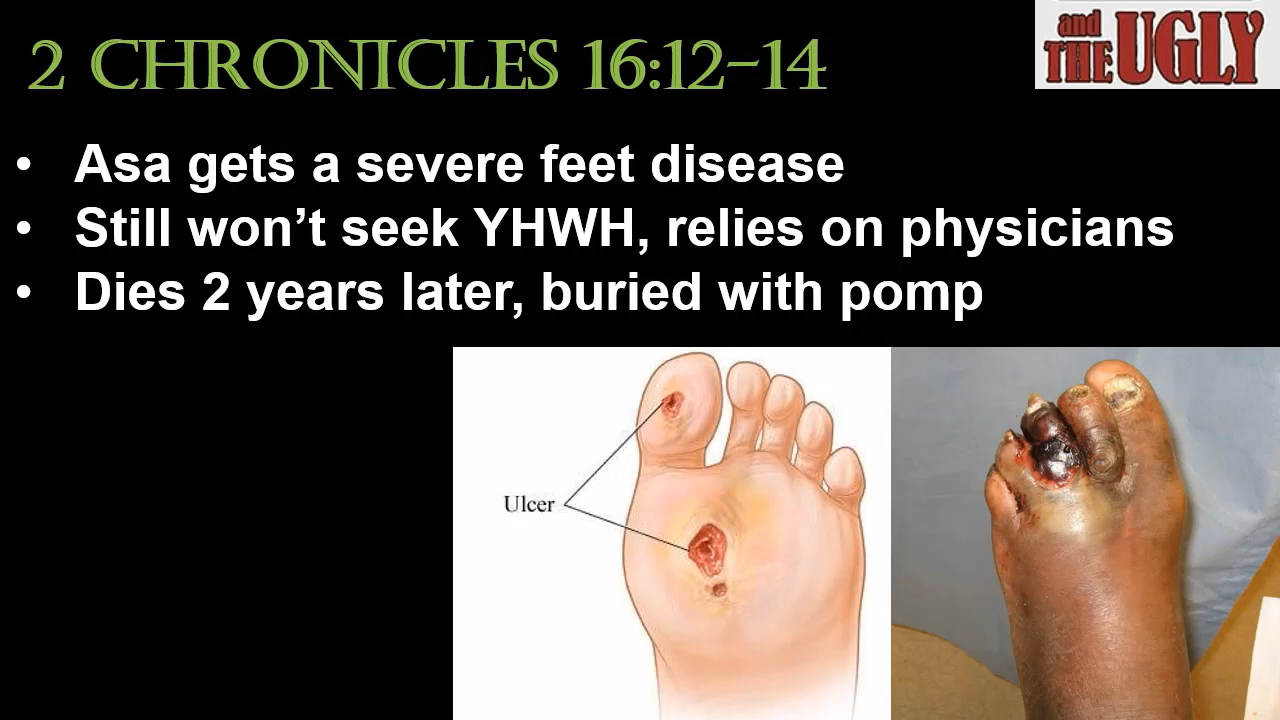 2 CHRONICLES 16:12-14
and
THE UGLY
• Asa gets a severe feet disease
• Still won’t seek YHWH, relies on physicians
• Dies 2 years later, buried with pomp
Ulcer